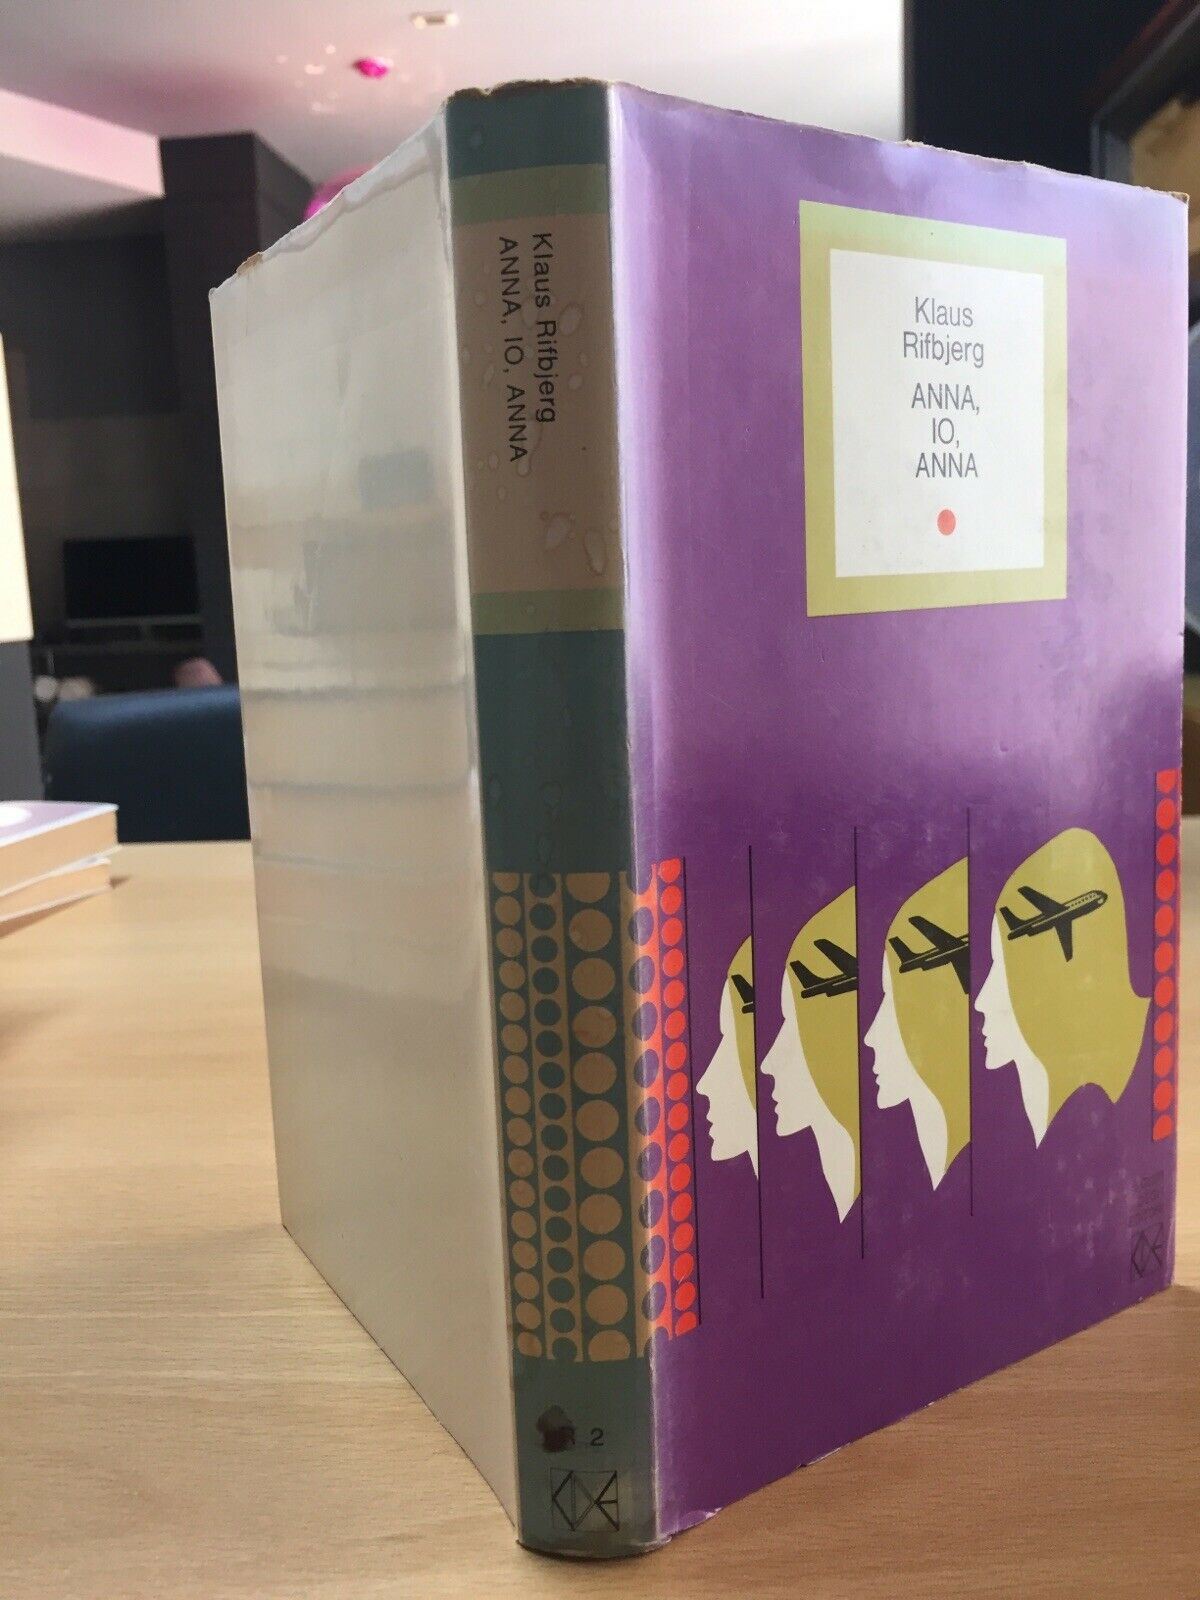 Klaus Rifbjerg
ANNA, IO, ANNA
2
Klaus
Rifbjerg
ANNA,
IO,
ANNA